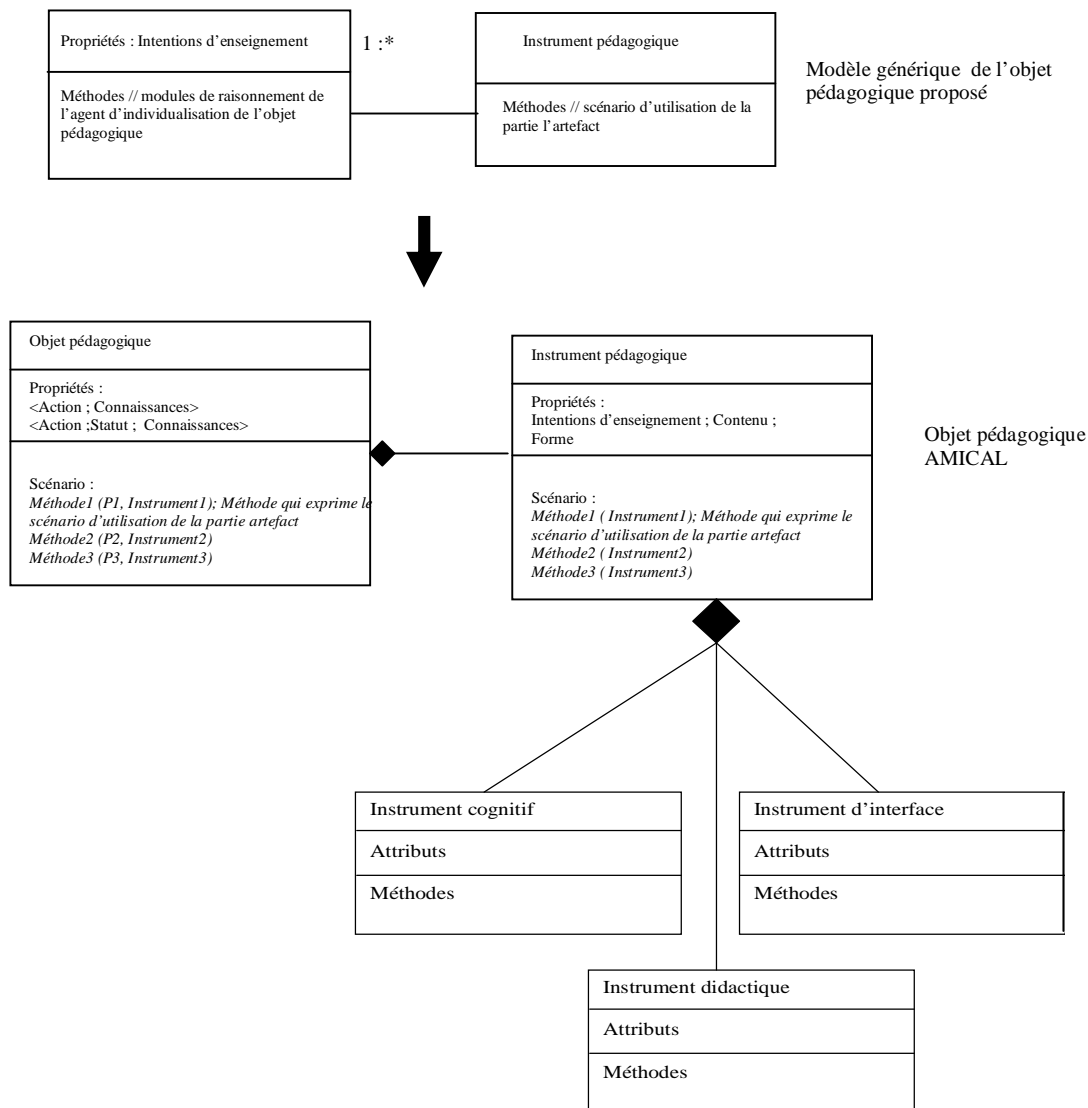 Propriétés : Intentions d’enseignement
1 :*
Instrument pédagogique
Méthodes // modules de raisonnement de
l’agent d’individualisation de l’objet
pédagogique
Méthodes // scénario d’utilisation de la
partie l’artefact
Modèle générique de l’objet
pédagogique proposé
Objet pédagogique
Propriétés :
<Action ; Connaissances>
<Action ;Statut ; Connaissances>
Scénario :
Méthode1 (P1, Instrument1); Méthode qui exprime le
scénario d’utilisation de la partie artefact
Méthode2 (P2, Instrument2)
Méthode3 (P3, Instrument3)
Instrument pédagogique
Propriétés :
Intentions d’enseignement ; Contenu ;
Forme
Scénario :
Méthode1 ( Instrument1); Méthode qui exprime le
scénario d’utilisation de la partie artefact
Méthode2 ( Instrument2)
Méthode3 ( Instrument3)
Objet pédagogique
AMICAL
Instrument cognitif
Attributs
Méthodes
Instrument d’interface
Attributs
Méthodes
Instrument didactique
Attributs
Méthodes